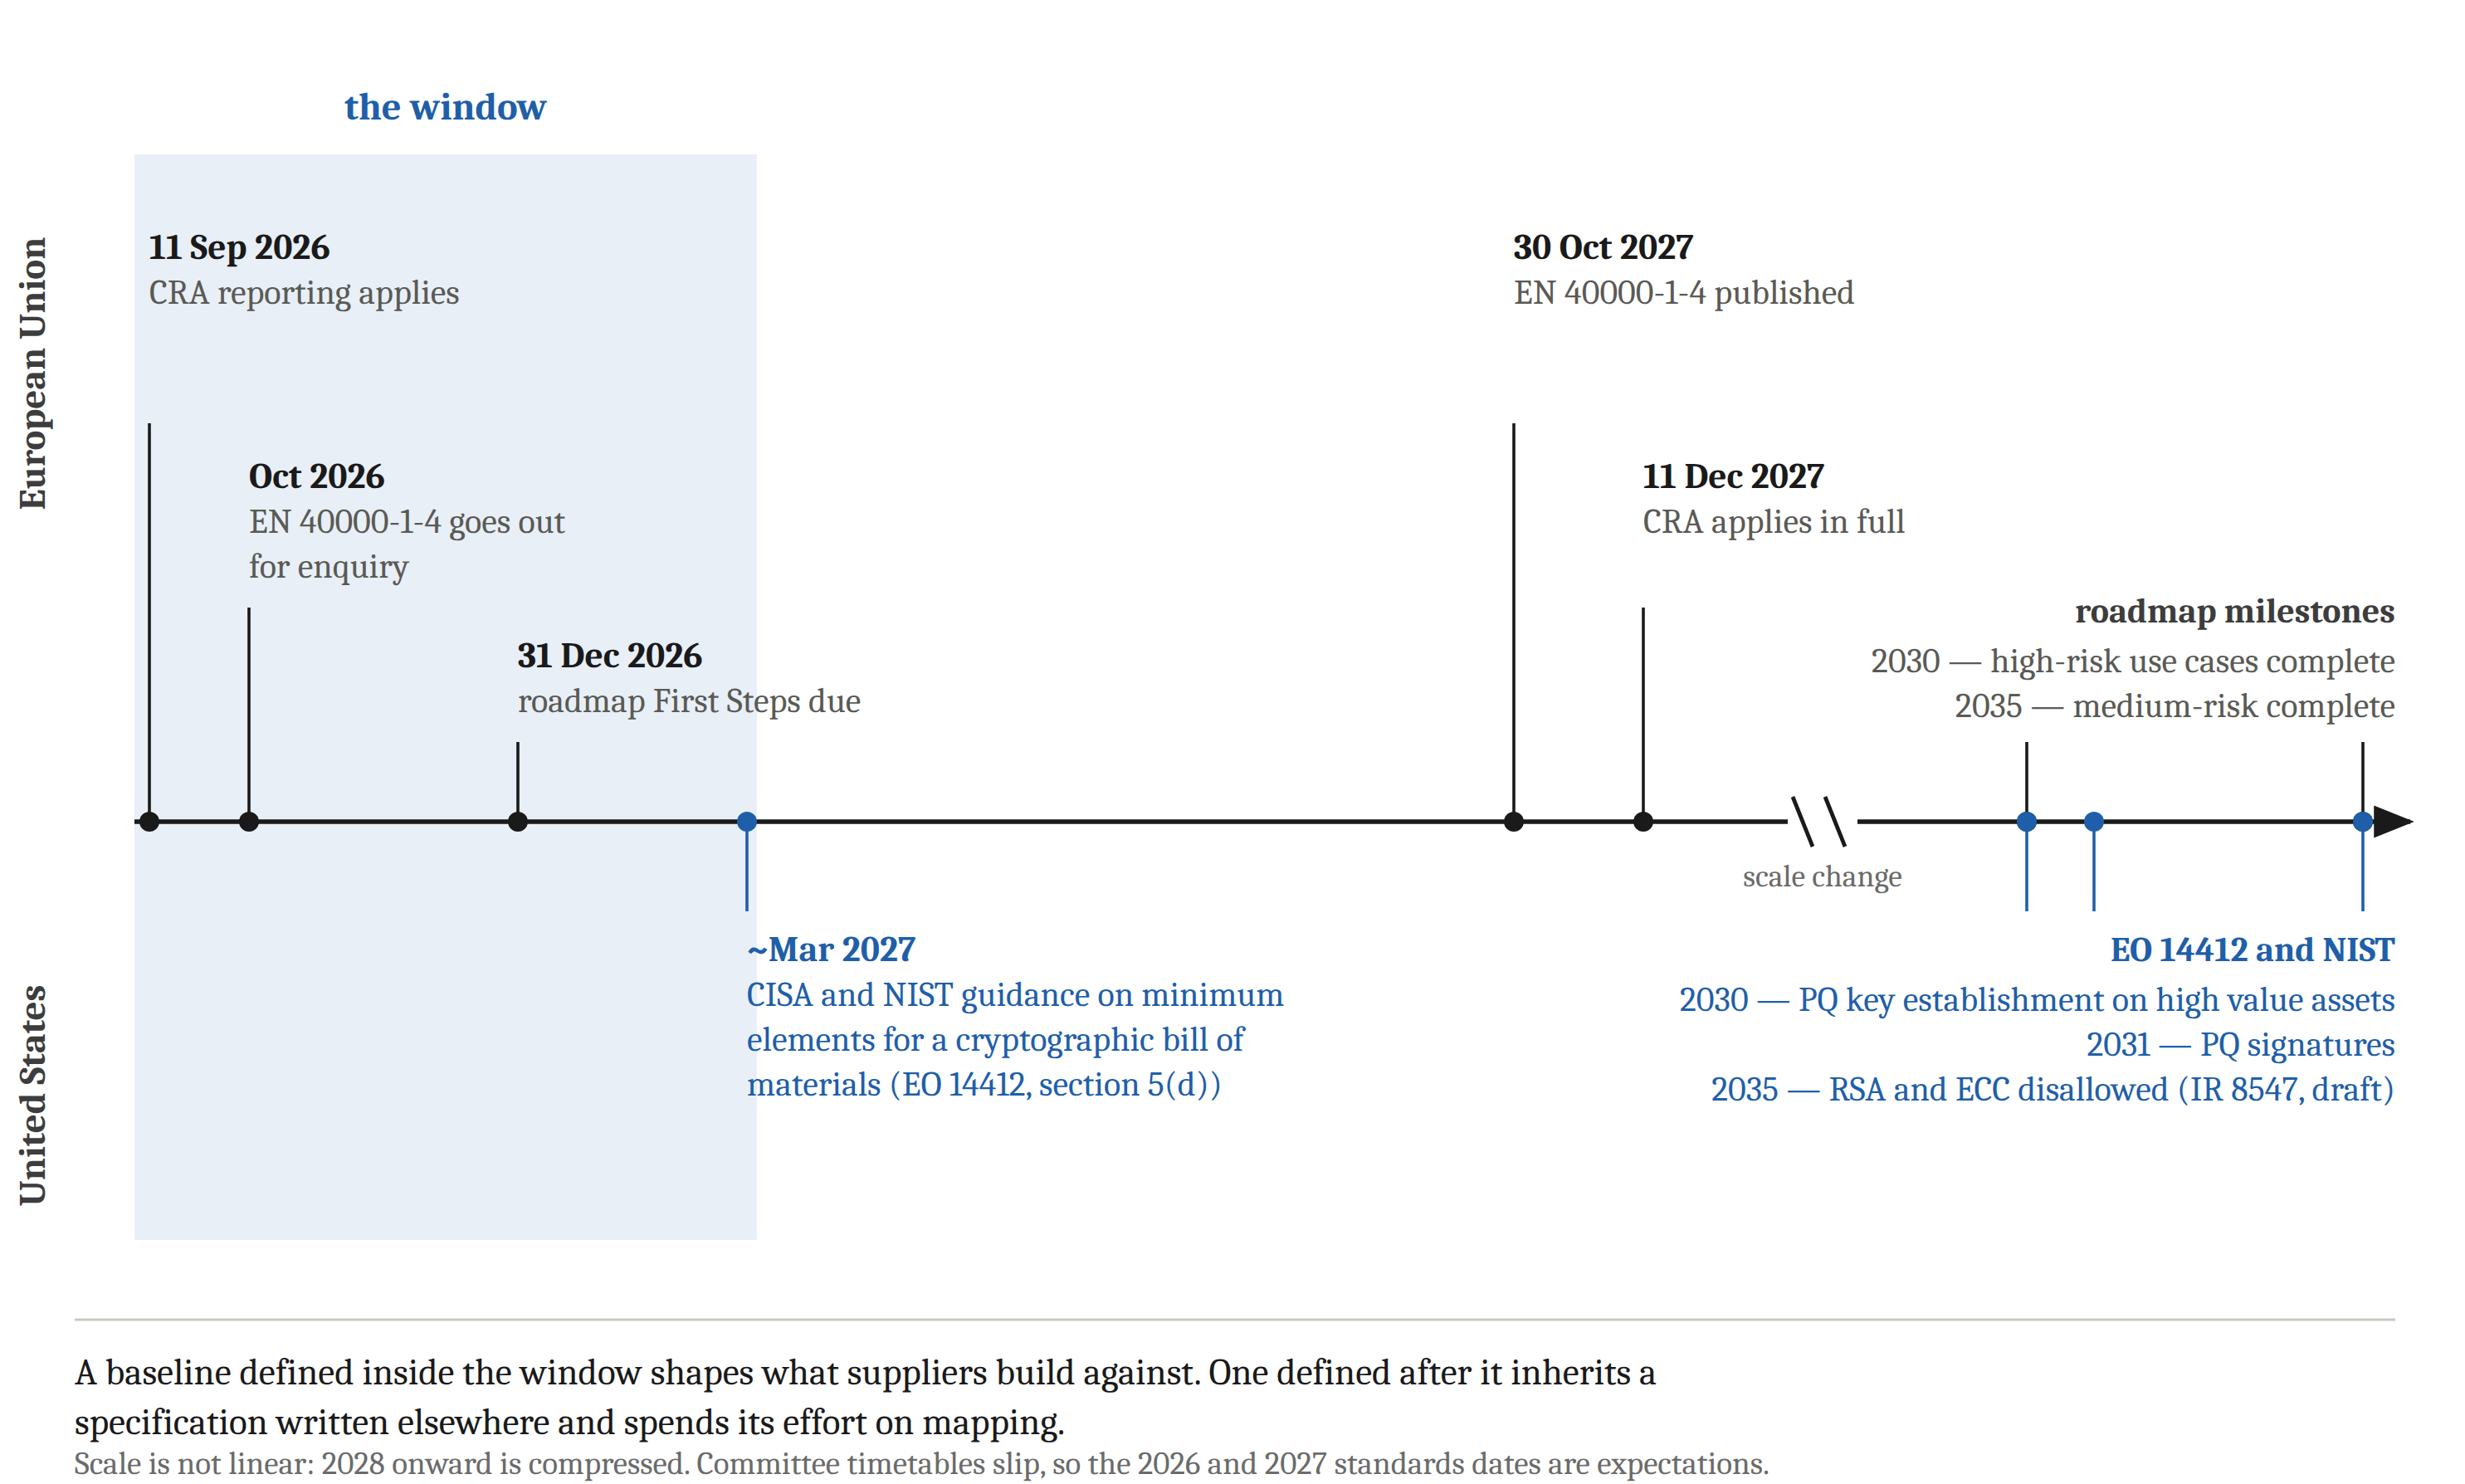 the window
European Union
11 Sep 2026
CRA reporting applies
30 Oct 2027
EN 40000-1-4 published
Oct 2026
EN 40000-1-4 goes out
for enquiry
11 Dec 2027
CRA applies in full
31 Dec 2026
roadmap First Steps due
roadmap milestones
2030 — high-risk use cases complete
2035 — medium-risk complete
scale change
United States
~Mar 2027
CISA and NIST guidance on minimum
elements for a cryptographic bill of
materials (EO 14412, section 5(d))
EO 14412 and NIST
2030 — PQ key establishment on high value assets
2031 — PQ signatures
2035 — RSA and ECC disallowed (IR 8547, draft)
A baseline defined inside the window shapes what suppliers build against. One defined after it inherits a
specification written elsewhere and spends its effort on mapping.
Scale is not linear: 2028 onward is compressed. Committee timetables slip, so the 2026 and 2027 standards dates are expectations.